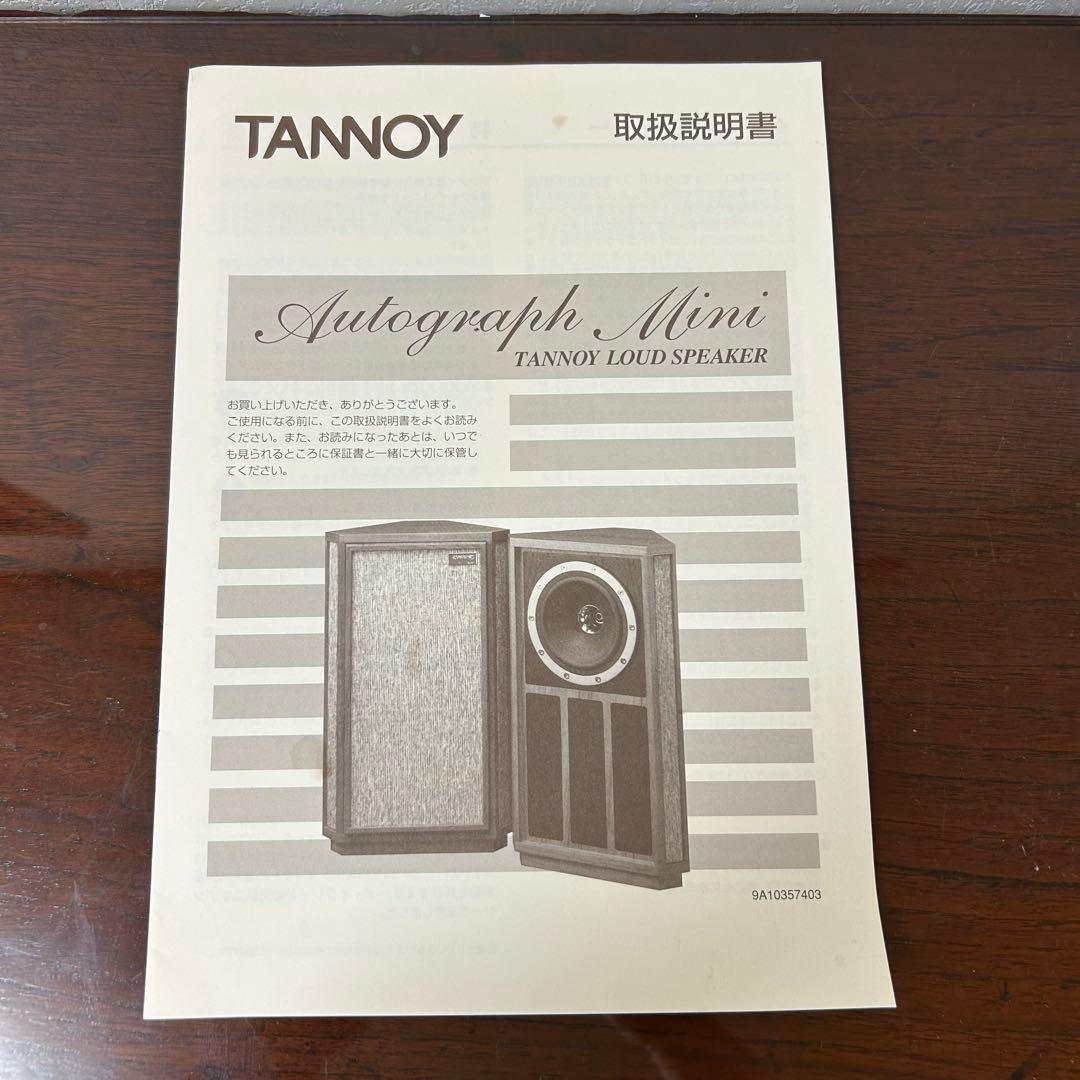 TANNOY
取扱説明書
Autograph Mini
TANNOY LOUD SPEAKER
お買い上げいただき、ありがとうございます。
ご使用になる前に、この取扱説明書をよくお読み
ください。また、お読みになったあとは、いつで
も見られるところに保証書と一緒に大切に保管し
てください。
9A10357403